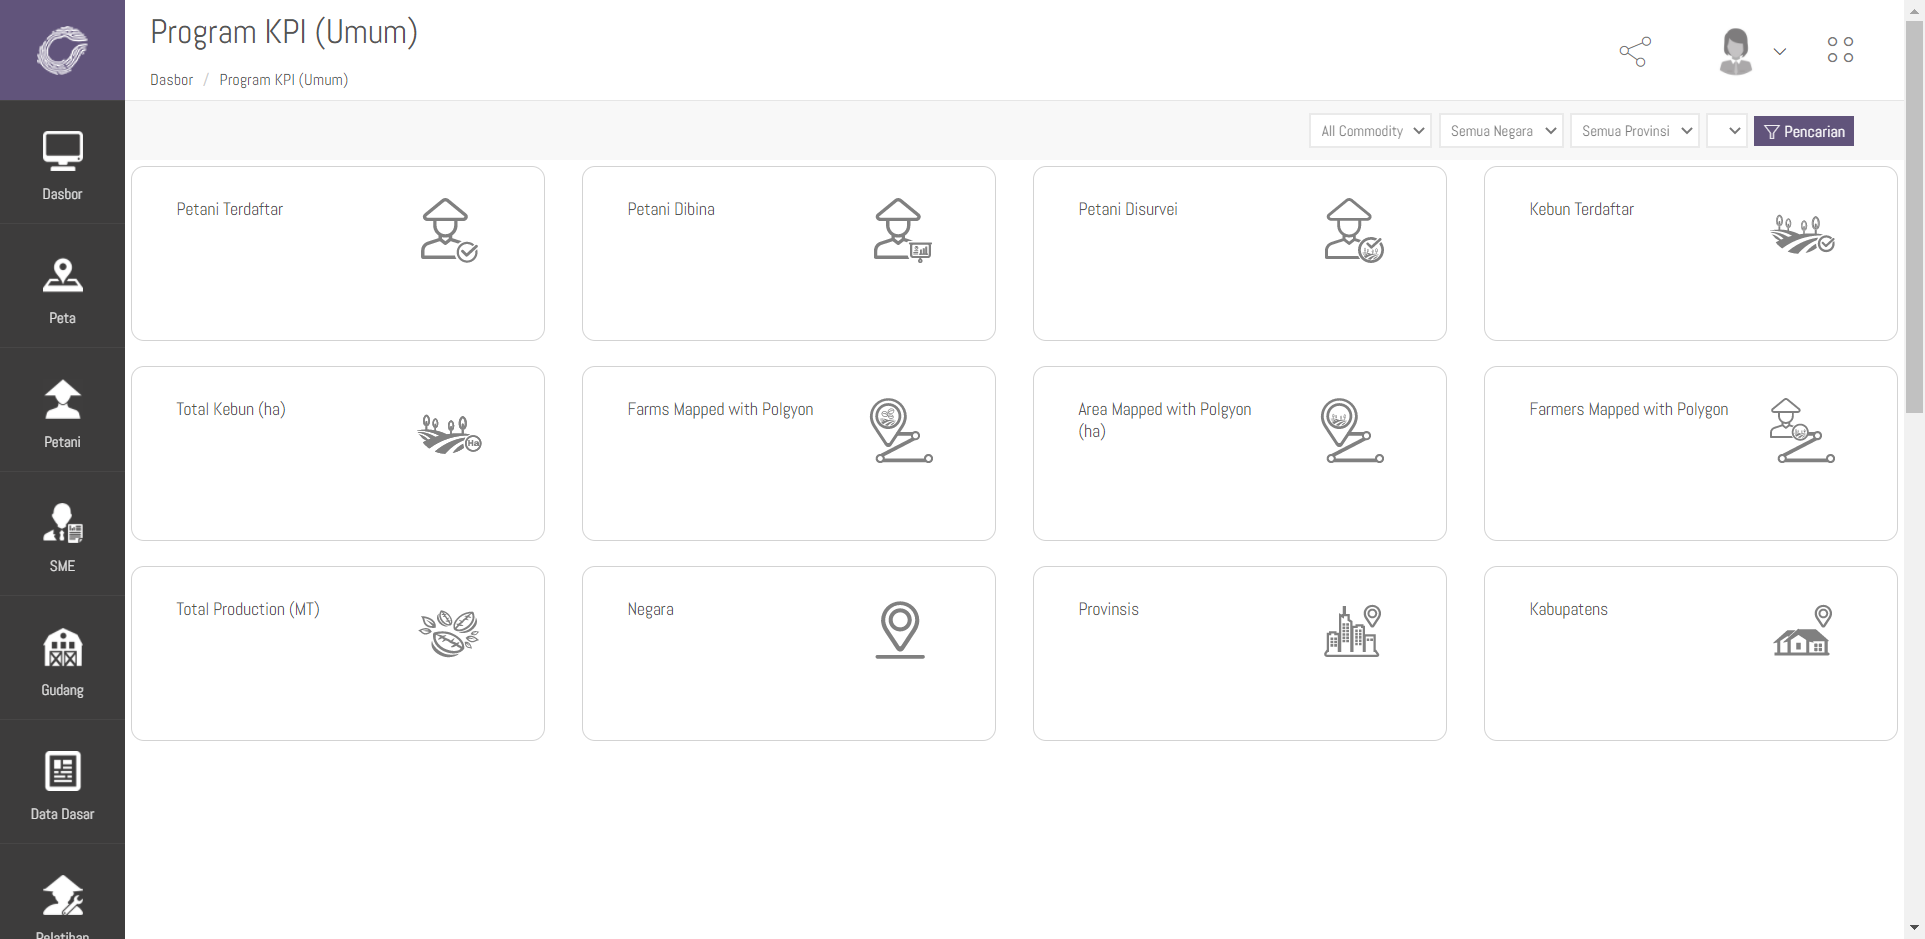 Program KPI (Umum)
Dasbor / Program KPI (Umum)
All Commodity
Semua Negara
Semua Provinsi
Pencarian
Dasbor
Peta
Petani
SME
Gudang
Data Dasar
Pelatihan
Petani Terdaftar
Petani Dibina
Petani Disurvei
Kebun Terdaftar
Total Kebun (ha)
Ha
Farms Mapped with Polgyon
Area Mapped with Polgyon
(ha)
Farmers Mapped with Polygon
Total Production (MT)
Negara
Provinsis
Kabupatens